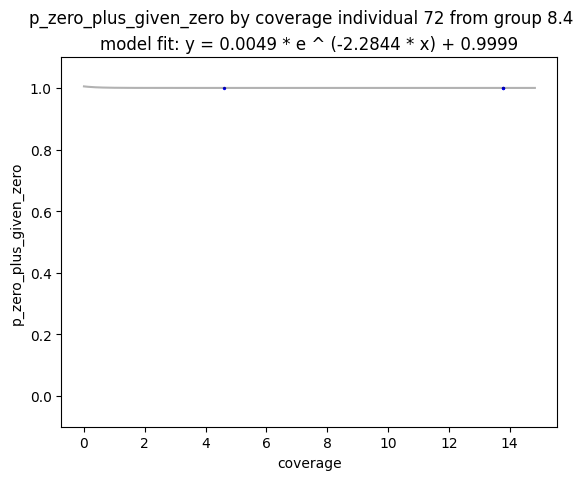 p_zero_plus_given_zero by coverage individual 72 from group 8.4
model fit: y = 0.0049 * e ^ (-2.2844 * x) + 0.9999
1.0
0.8
0.6
0.4
0.2
0.0
p_zero_plus_given_zero
0 2 4 6 8 10 12 14
coverage